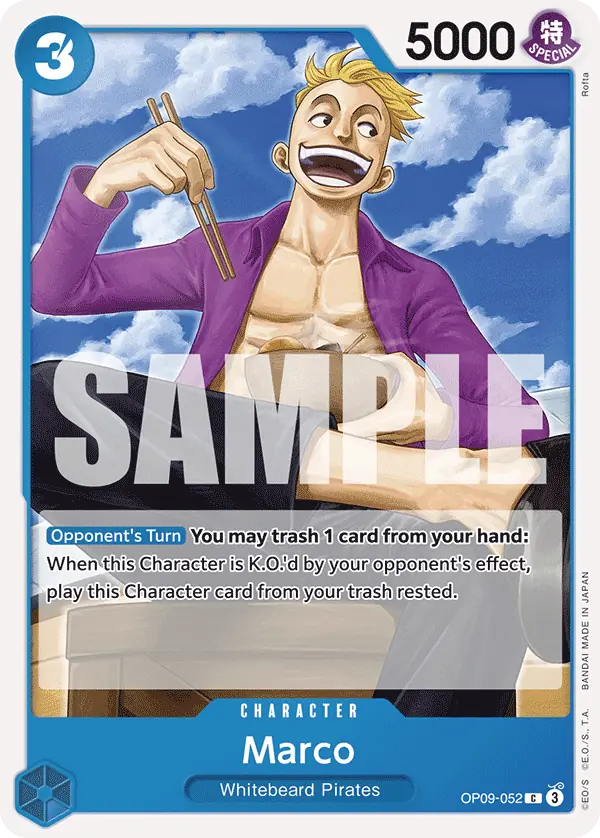 3
5000
特
SPECIAL
Rofta
SAMPLE
Opponent's Turn You may trash 1 card from your hand:
When this Character is K.O.'d by your opponent's effect,
play this Character card from your trash rested.
CHARACTER
Marco
Whitebeard Pirates
OP09-052 C 3
©EO/S ©E.O./S., T.A. BANDAI MADE IN JAPAN